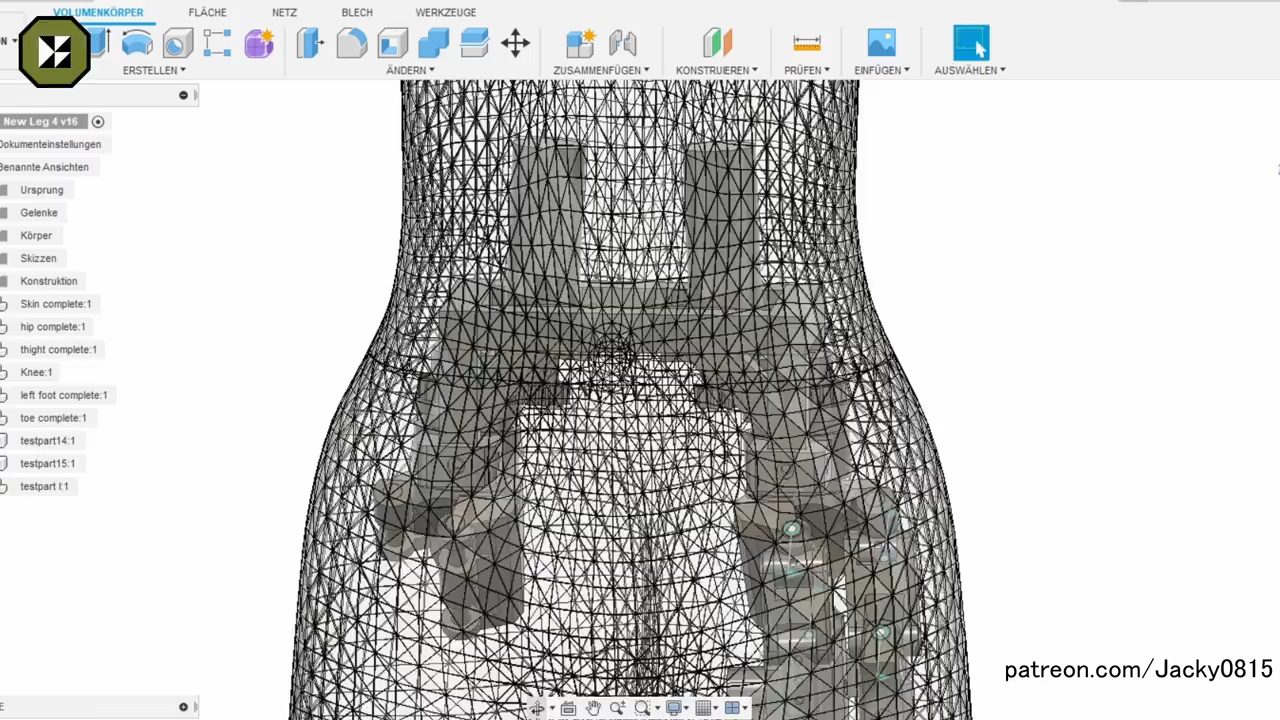 VOLUMENKÖRPER FLÄCHE NETZ BLECH WERKZEUGE
ERSTELLEN ÄNDERN ZUSAMMENFÜGEN KONSTRUIEREN PRÜFEN EINFÜGEN AUSWÄHLEN
New Leg 4 v16
Dokumenteinstellungen
Benannte Ansichten
Ursprung
Gelenke
Körper
Skizzen
Konstruktion
Skin complete:1
hip complete:1
thight complete:1
Knee:1
left foot complete:1
toe complete:1
testpart14:1
testpart15:1
testpart l:1
patreon.com/Jacky0815